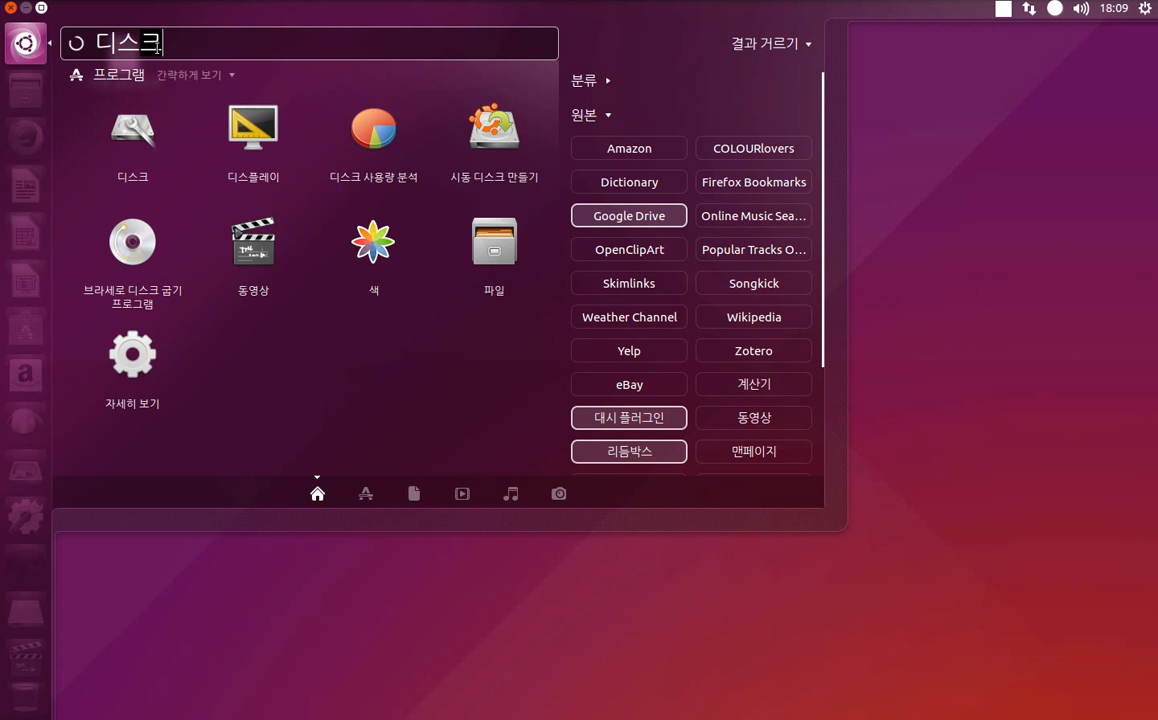 18:09
디스크
결과 거르기
프로그램 간략하게 보기
디스크
디스플레이
디스크 사용량 분석
시동 디스크 만들기
브라세로 디스크 굽기
프로그램
동영상
색
파일
자세히 보기
분류
원본
Amazon
COLOURlovers
Dictionary
Firefox Bookmarks
Google Drive
Online Music Sea...
OpenClipArt
Popular Tracks O...
Skimlinks
Songkick
Weather Channel
Wikipedia
Yelp
Zotero
eBay
계산기
대시 플러그인
동영상
리듬박스
맨페이지